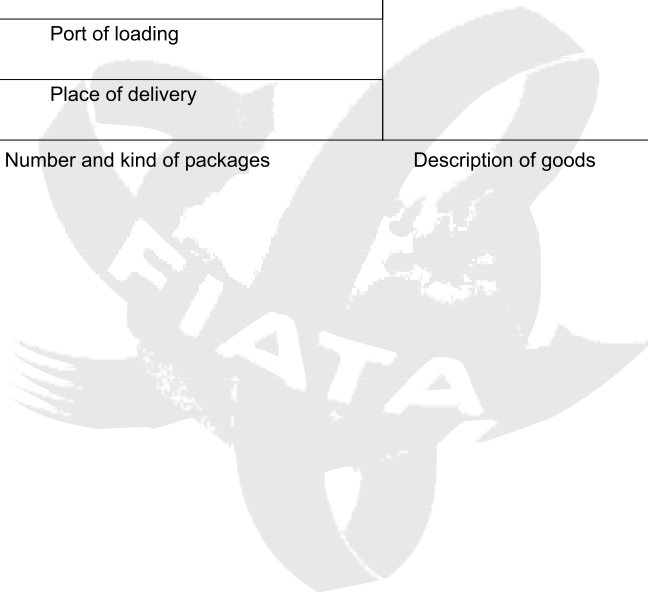 Port of loading
Place of delivery
Number and kind of packages
Description of goods
FIATA